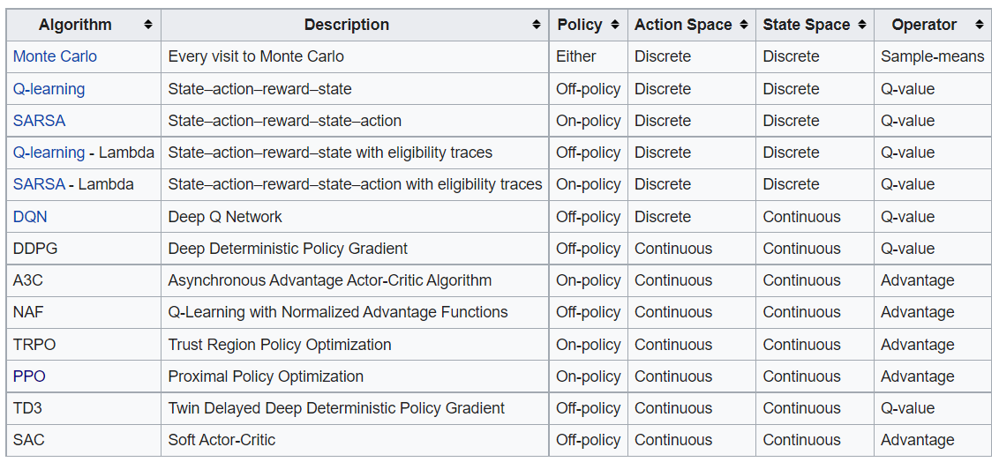 Algorithm Description Policy Action Space State Space Operator
Monte Carlo Every visit to Monte Carlo Either Discrete Discrete Sample-means
Q-learning State–action–reward–state Off-policy Discrete Discrete Q-value
SARSA State–action–reward–state–action On-policy Discrete Discrete Q-value
Q-learning - Lambda State–action–reward–state with eligibility traces Off-policy Discrete Discrete Q-value
SARSA - Lambda State–action–reward–state–action with eligibility traces On-policy Discrete Discrete Q-value
DQN Deep Q Network Off-policy Discrete Continuous Q-value
DDPG Deep Deterministic Policy Gradient Off-policy Continuous Continuous Q-value
A3C Asynchronous Advantage Actor-Critic Algorithm On-policy Continuous Continuous Advantage
NAF Q-Learning with Normalized Advantage Functions Off-policy Continuous Continuous Advantage
TRPO Trust Region Policy Optimization On-policy Continuous Continuous Advantage
PPO Proximal Policy Optimization On-policy Continuous Continuous Advantage
TD3 Twin Delayed Deep Deterministic Policy Gradient Off-policy Continuous Continuous Q-value
SAC Soft Actor-Critic Off-policy Continuous Continuous Advantage